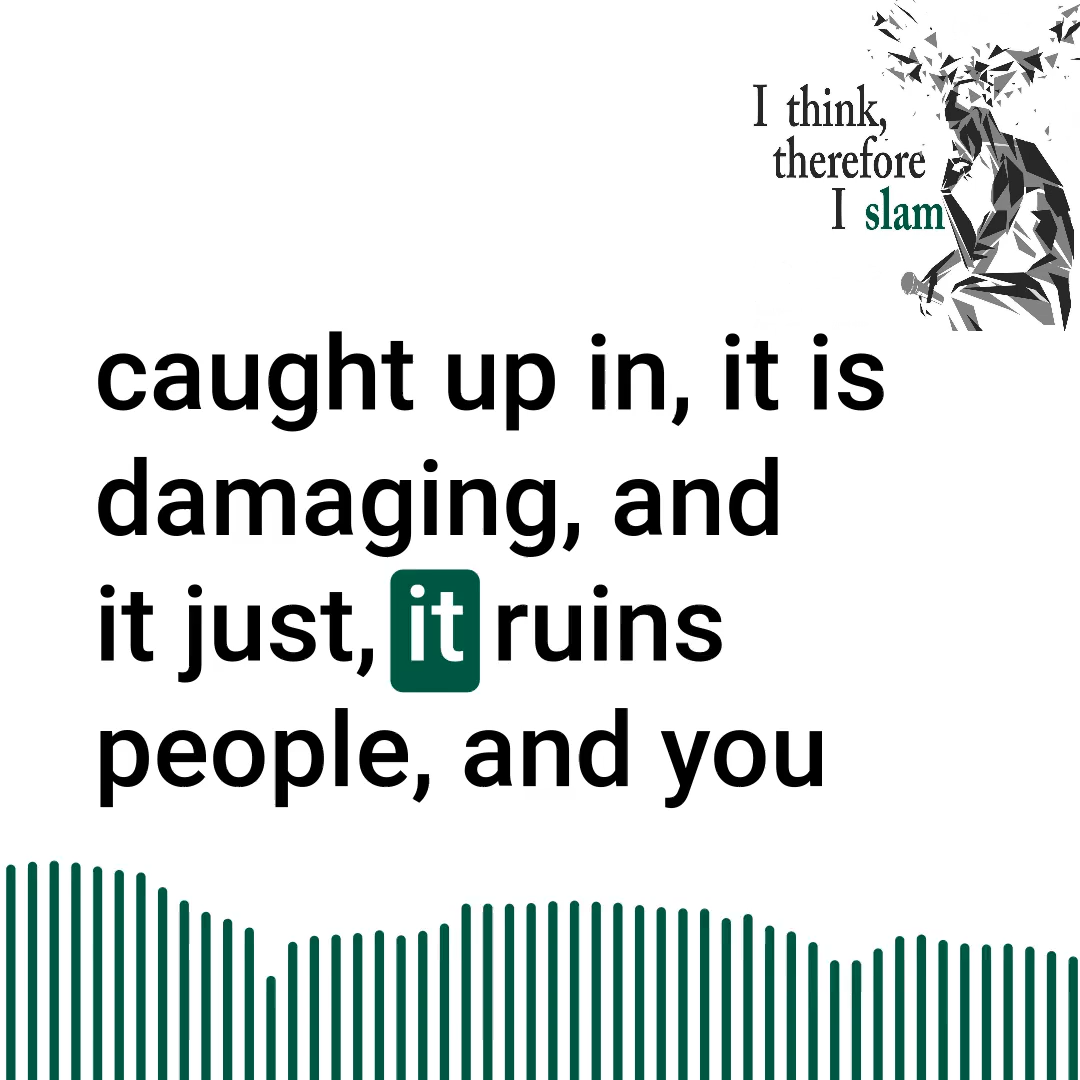 I think,
therefore
I slam
caught up in, it is
damaging, and
it just, it ruins
people, and you